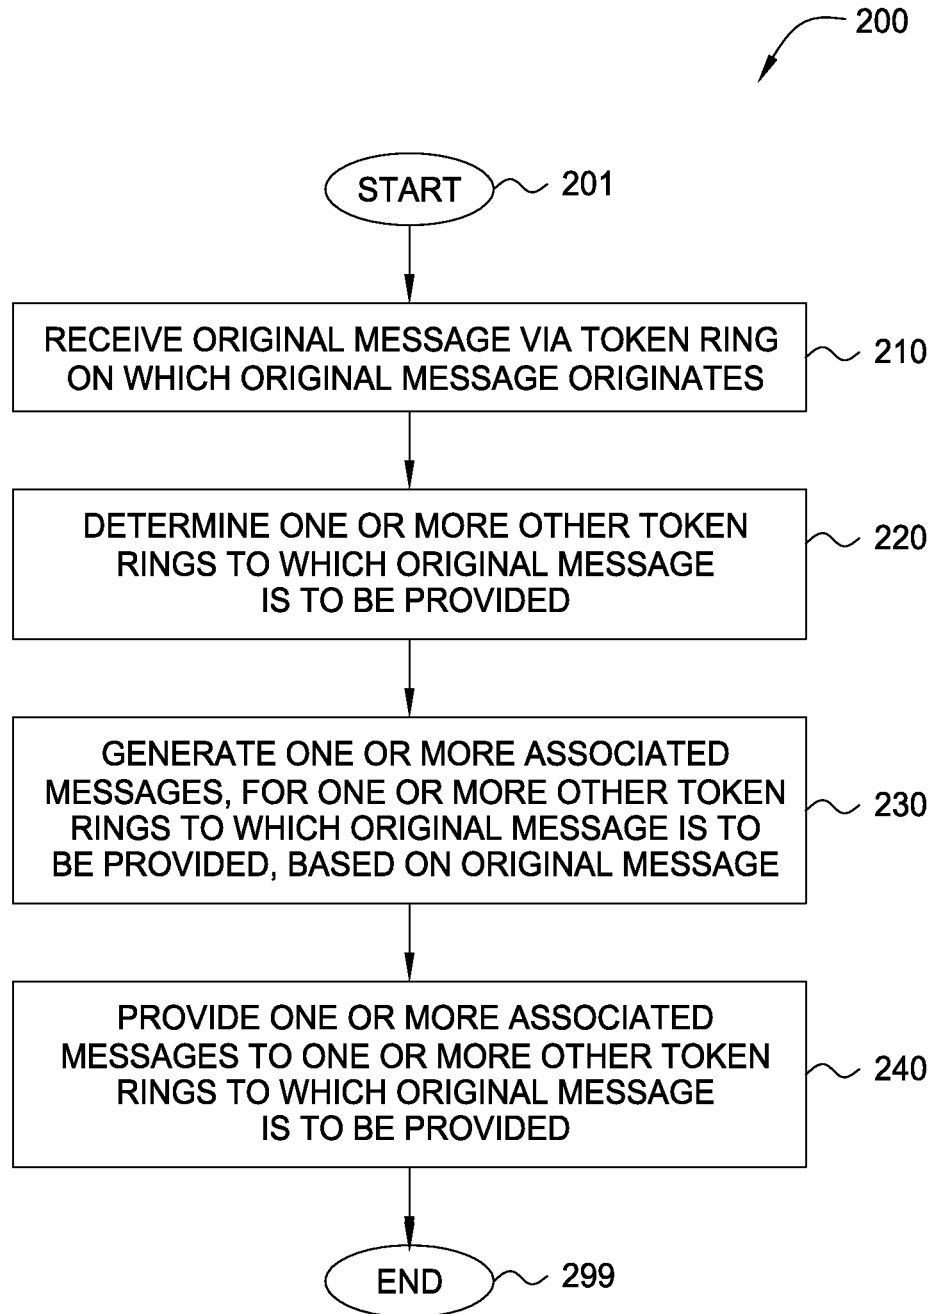 200
START
201
RECEIVE ORIGINAL MESSAGE VIA TOKEN RING
ON WHICH ORIGINAL MESSAGE ORIGINATES
210
DETERMINE ONE OR MORE OTHER TOKEN
RINGS TO WHICH ORIGINAL MESSAGE
IS TO BE PROVIDED
220
GENERATE ONE OR MORE ASSOCIATED
MESSAGES, FOR ONE OR MORE OTHER TOKEN
RINGS TO WHICH ORIGINAL MESSAGE IS TO
BE PROVIDED, BASED ON ORIGINAL MESSAGE
230
PROVIDE ONE OR MORE ASSOCIATED
MESSAGES TO ONE OR MORE OTHER TOKEN
RINGS TO WHICH ORIGINAL MESSAGE
IS TO BE PROVIDED
240
END
299